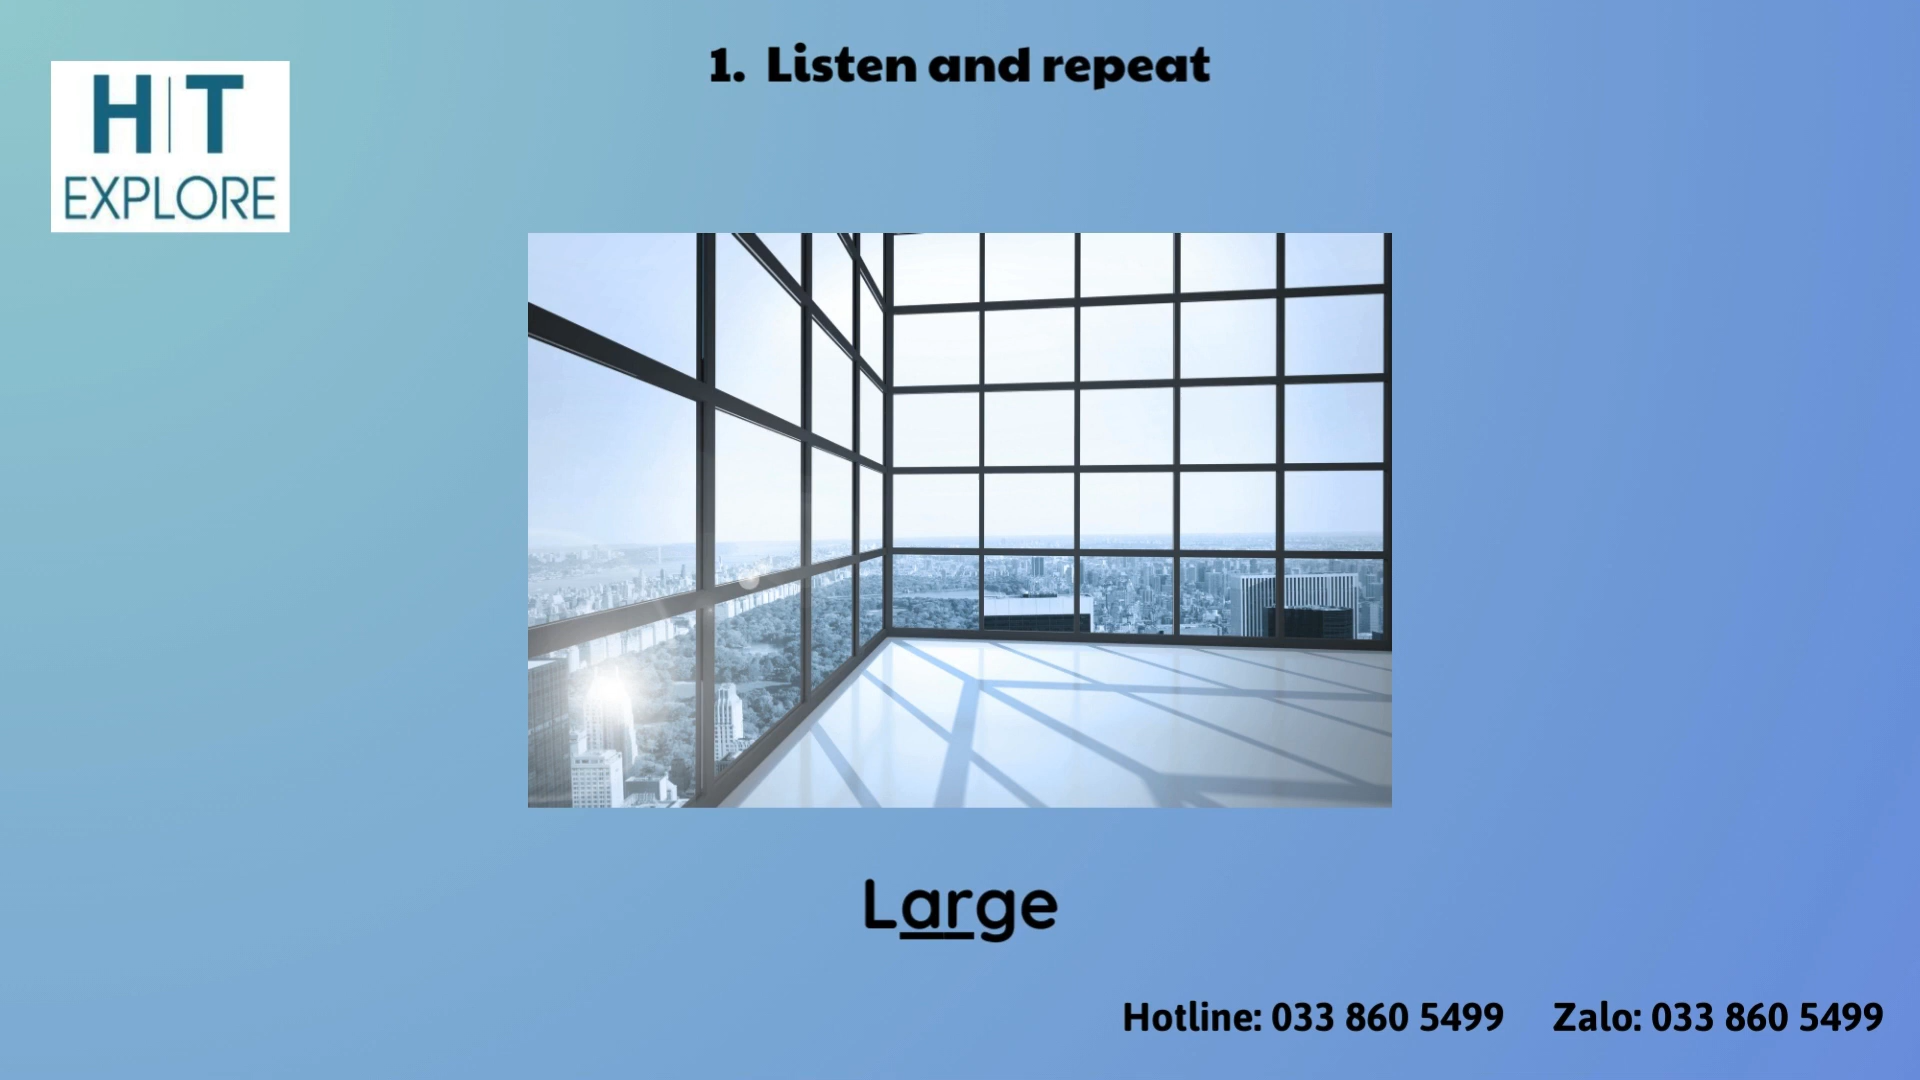 1. Listen and repeat
H|T
EXPLORE
Large
Hotline: 033 860 5499 Zalo: 033 860 5499